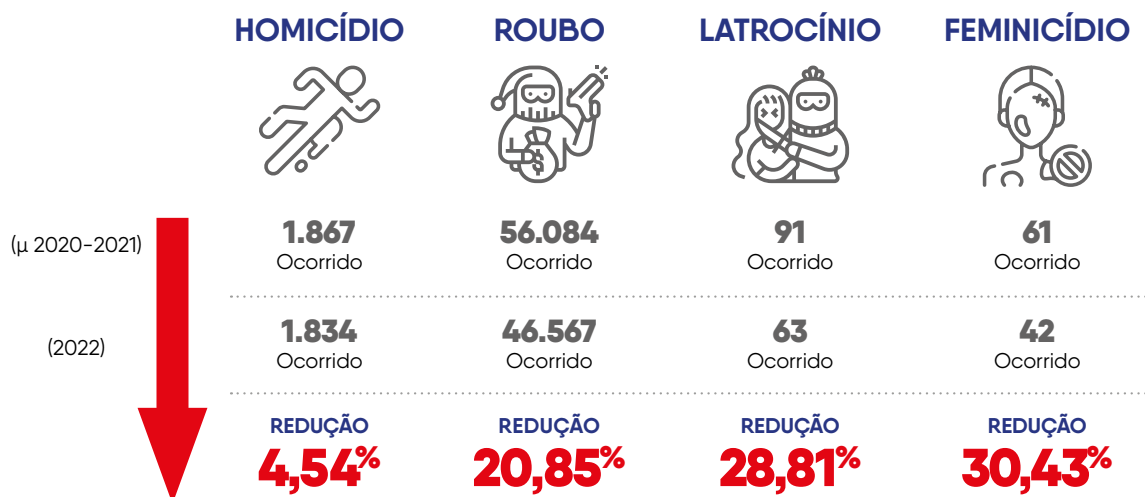 HOMICÍDIO ROUBO LATROCÍNIO FEMINICÍDIO
$
(µ 2020-2021) 1.867 56.084 91 61
Ocorrido Ocorrido Ocorrido Ocorrido
(2022) 1.834 46.567 63 42
Ocorrido Ocorrido Ocorrido Ocorrido
REDUÇÃO REDUÇÃO REDUÇÃO REDUÇÃO
4,54% 20,85% 28,81% 30,43%